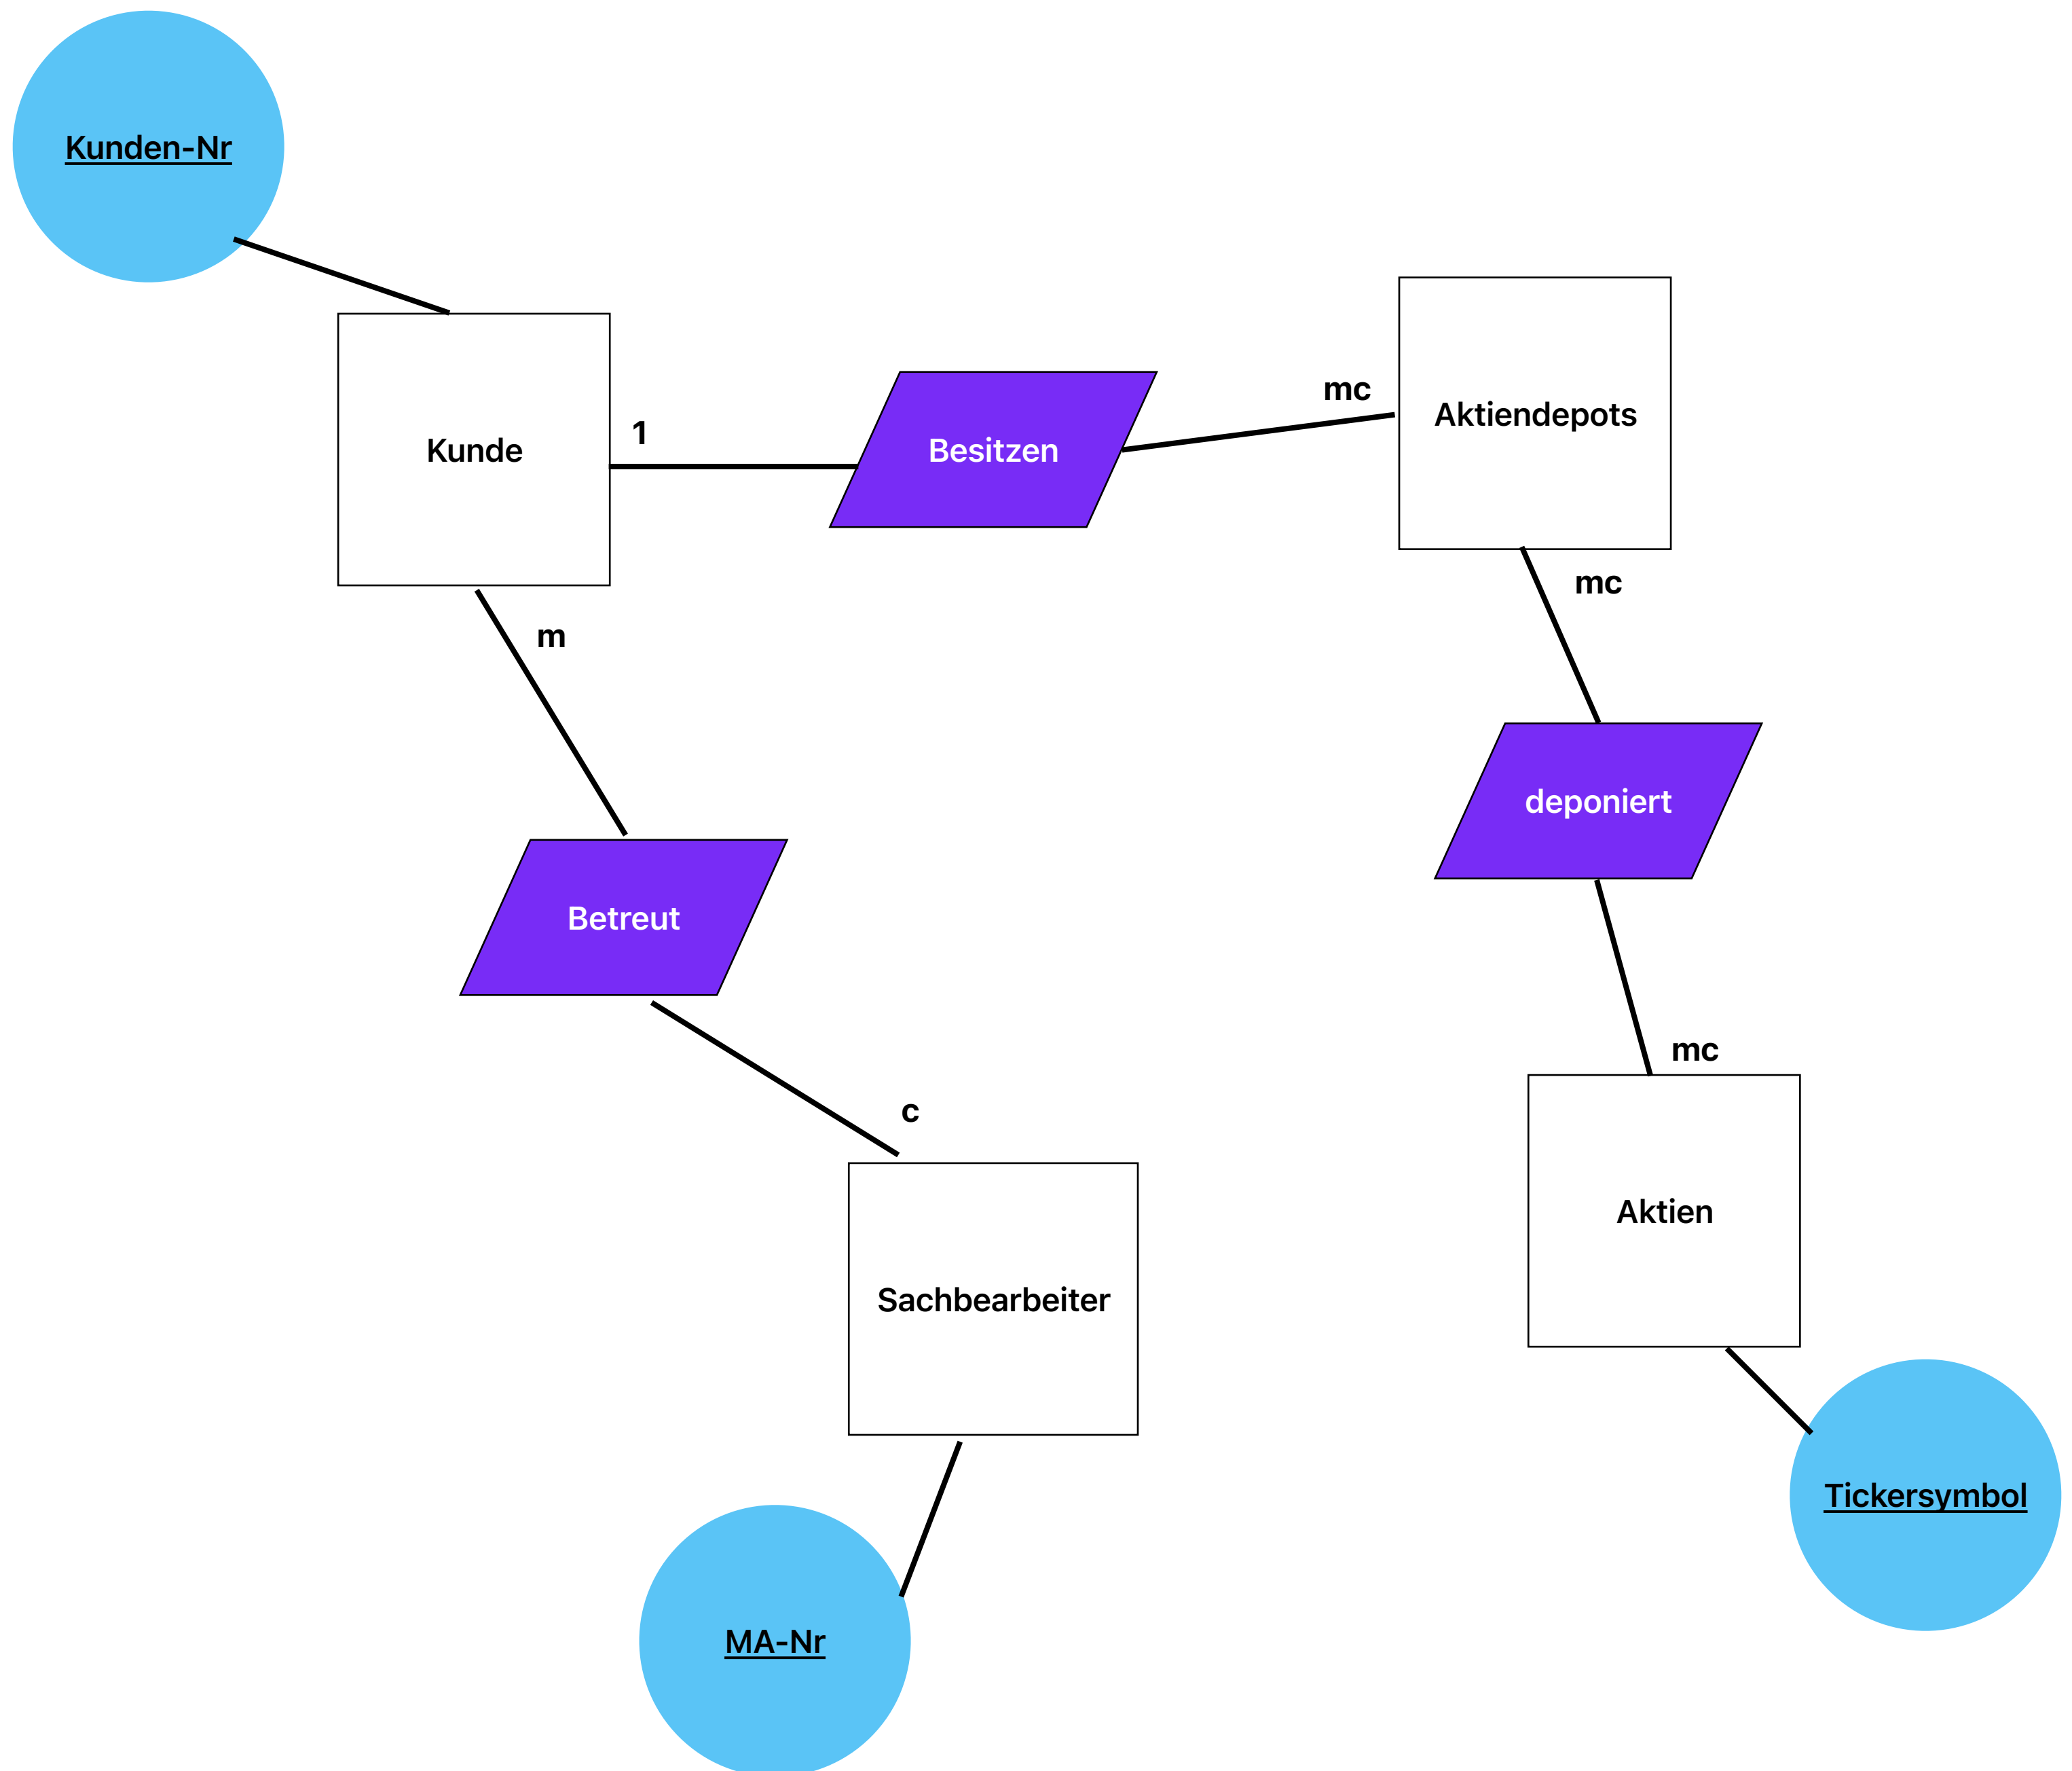 Kunden-Nr
Kunde
1
Besitzen
mc
Aktiendepots
mc
m
deponiert
Betreut
mc
c
Aktien
Sachbearbeiter
Tickersymbol
MA-Nr